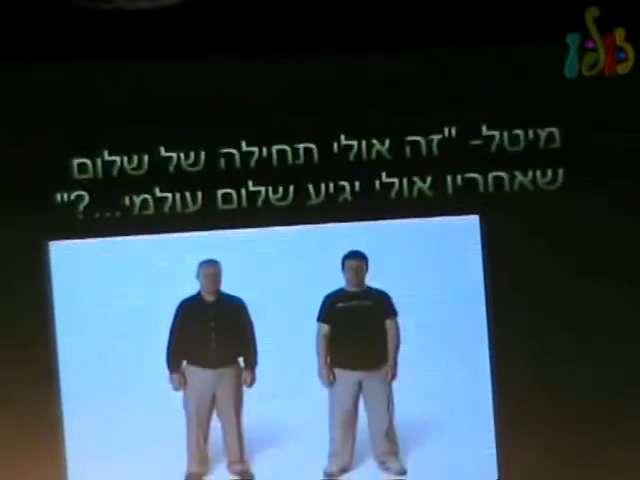 מיטל- "זה אולי תחילה של שלום
שאחריו אולי יגיע שלום עולמי...?"